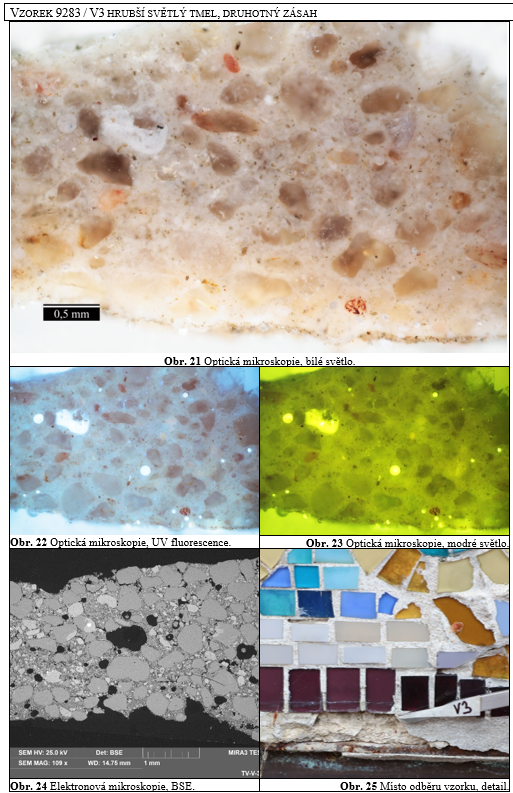 VZOREK 9283 / V3 HRUBŠÍ SVĚTLÝ TMEL, DRUHOTNÝ ZÁSAH
0,5 mm
Obr. 21 Optická mikroskopie, bílé světlo.
Obr. 22 Optická mikroskopie, UV fluorescence.
Obr. 23 Optická mikroskopie, modré světlo.
SEM HV: 25.0 kV Det: BSE MIRA3 TE
SEM MAG: 109 x WD: 14.75 mm 1 mm
TV-V-
V3
Obr. 24 Elektronová mikroskopie, BSE.
Obr. 25 Místo odběru vzorku, detail.